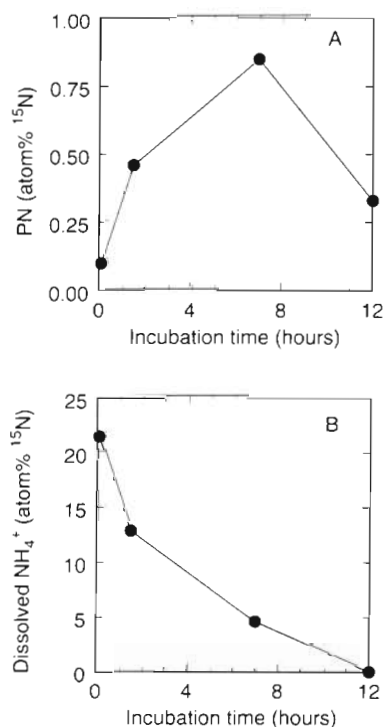 A
1.00
0.75
0.50
0.25
0.00
PN (atom% ¹⁵N)
0 4 8 12
Incubation time (hours)
B
25
20
15
10
5
0
Dissolved NH₄⁺ (atom% ¹⁵N)
0 4 8 12
Incubation time (hours)